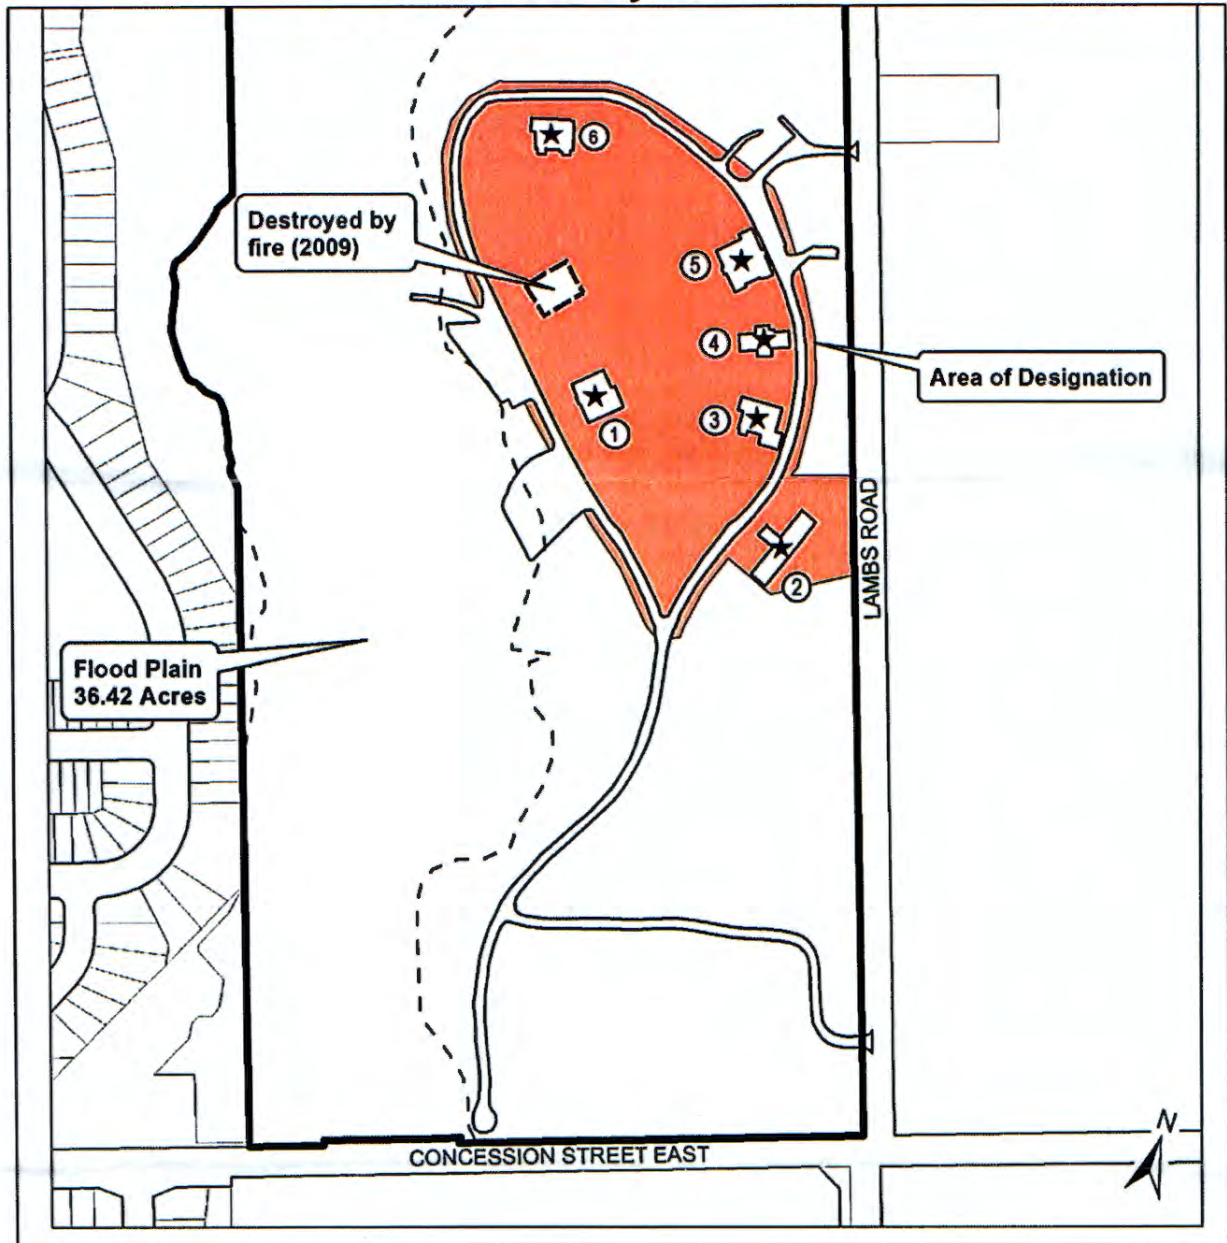 6
Destroyed by
fire (2009)
5
4
Area of Designation
3
1
LAMBS ROAD
2
Flood Plain
36.42 Acres
N
CONCESSION STREET EAST